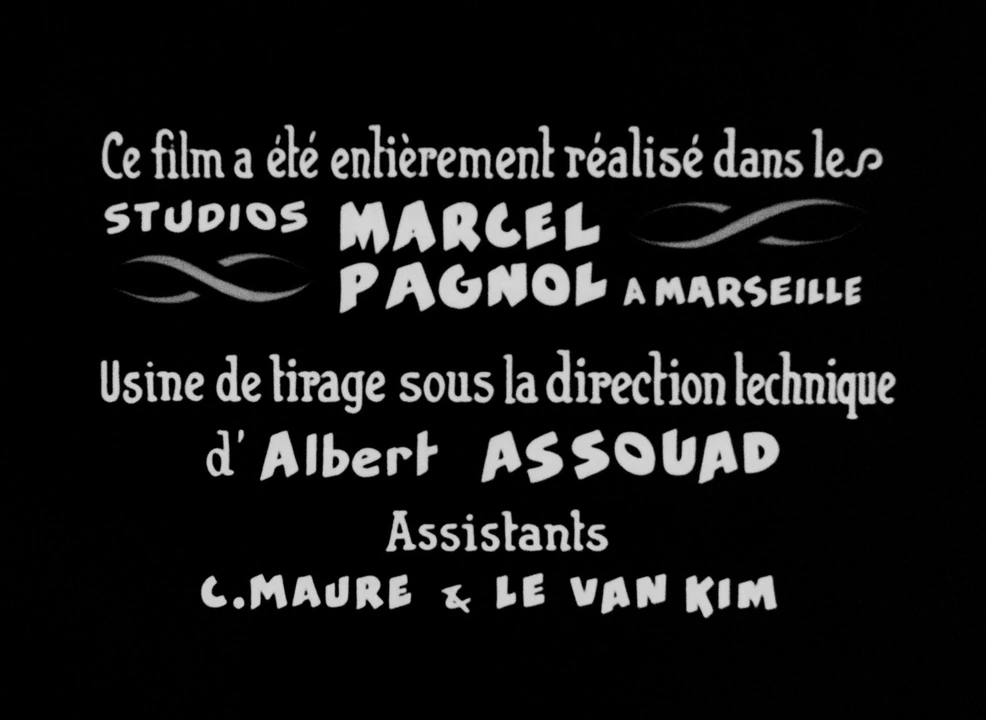 Ce film a été entièrement réalisé dans les
STUDIOS MARCEL
PAGNOL A MARSEILLE
Usine de tirage sous la direction technique
d'Albert ASSOUAD
Assistants
C. MAURE & LE VAN KIM